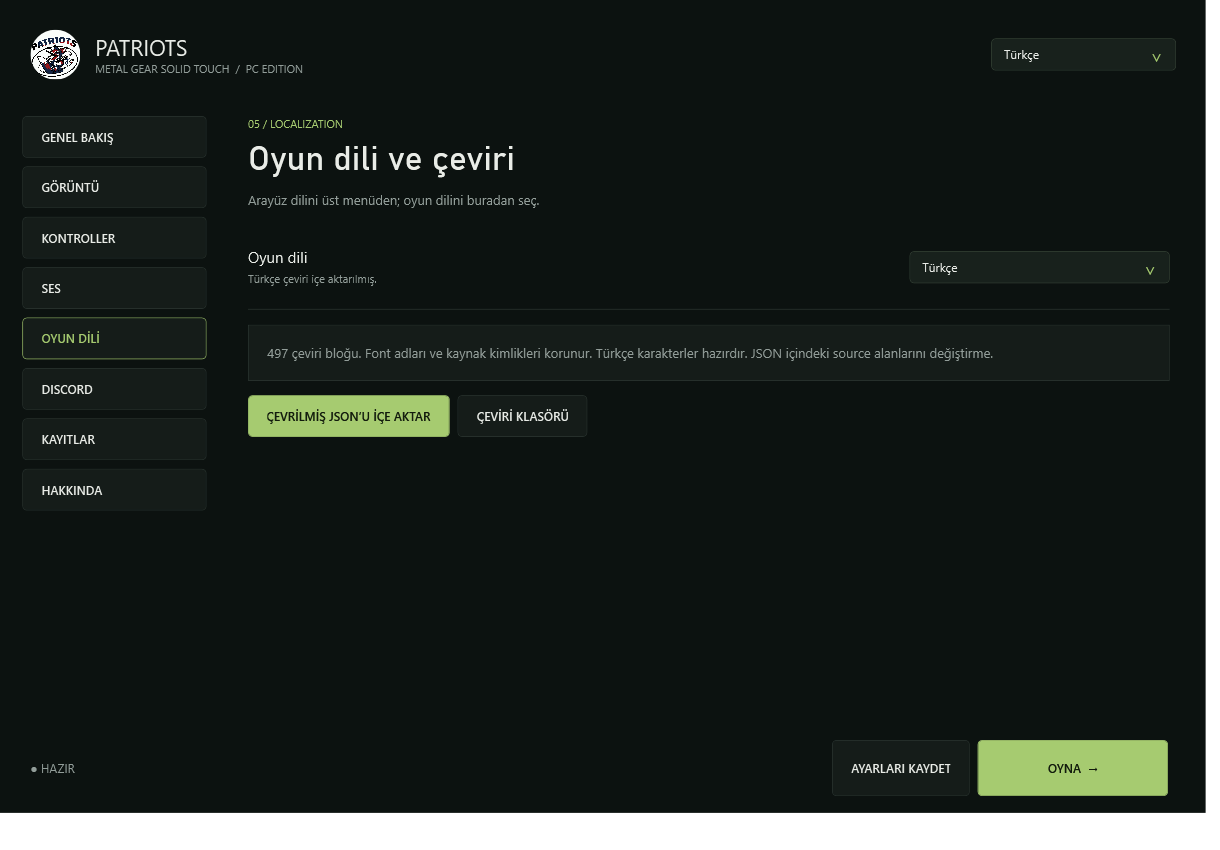 PATRIOTS
PATRIOTS
METAL GEAR SOLID TOUCH / PC EDITION
Türkçe
GENEL BAKIŞ
GÖRÜNTÜ
KONTROLLER
SES
OYUN DİLİ
DISCORD
KAYITLAR
HAKKINDA
05 / LOCALIZATION
Oyun dili ve çeviri
Arayüz dilini üst menüden; oyun dilini buradan seç.
Oyun dili
Türkçe çeviri içe aktarılmış.
Türkçe
497 çeviri bloğu. Font adları ve kaynak kimlikleri korunur. Türkçe karakterler hazırdır. JSON içindeki source alanlarını değiştirme.
ÇEVRİLMİŞ JSON'U İÇE AKTAR
ÇEVİRİ KLASÖRÜ
● HAZIR
AYARLARI KAYDET
OYNA →